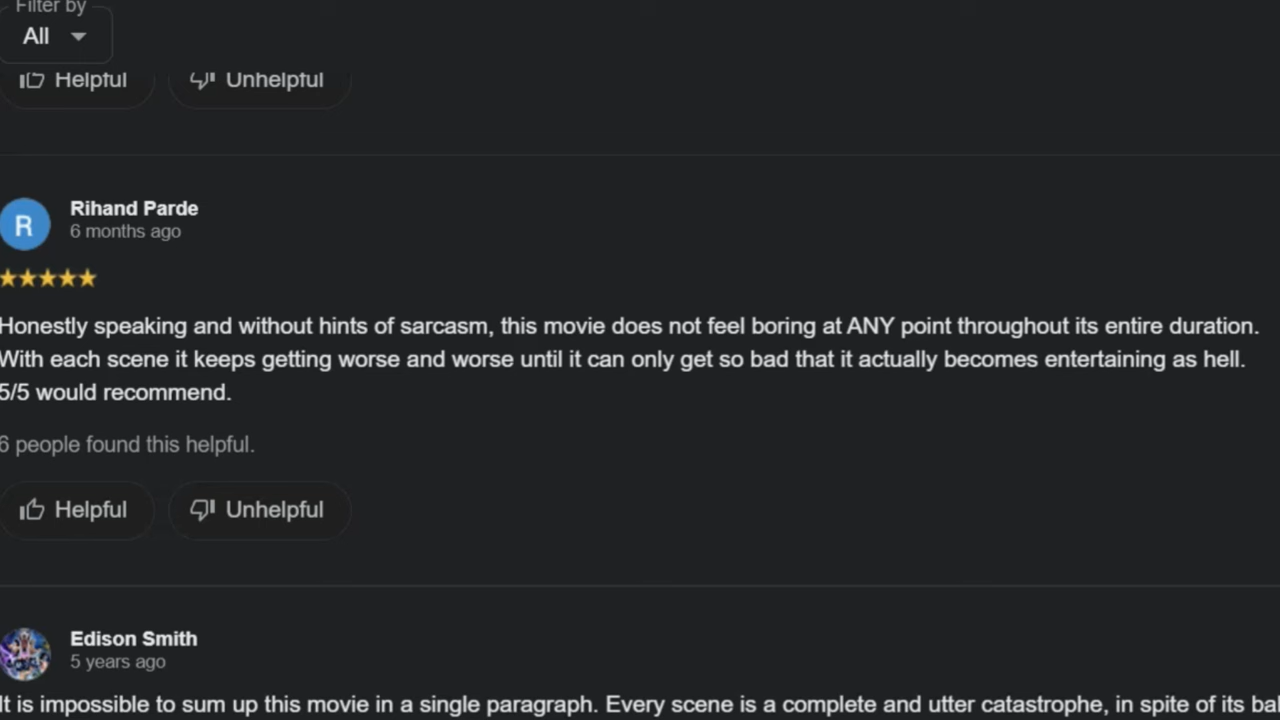 Filter by
All
Helpful Unhelpful
Rihand Parde
R
6 months ago
Honestly speaking and without hints of sarcasm, this movie does not feel boring at ANY point throughout its entire duration.
With each scene it keeps getting worse and worse until it can only get so bad that it actually becomes entertaining as hell.
5/5 would recommend.
6 people found this helpful.
Helpful Unhelpful
Edison Smith
5 years ago
It is impossible to sum up this movie in a single paragraph. Every scene is a complete and utter catastrophe, in spite of its